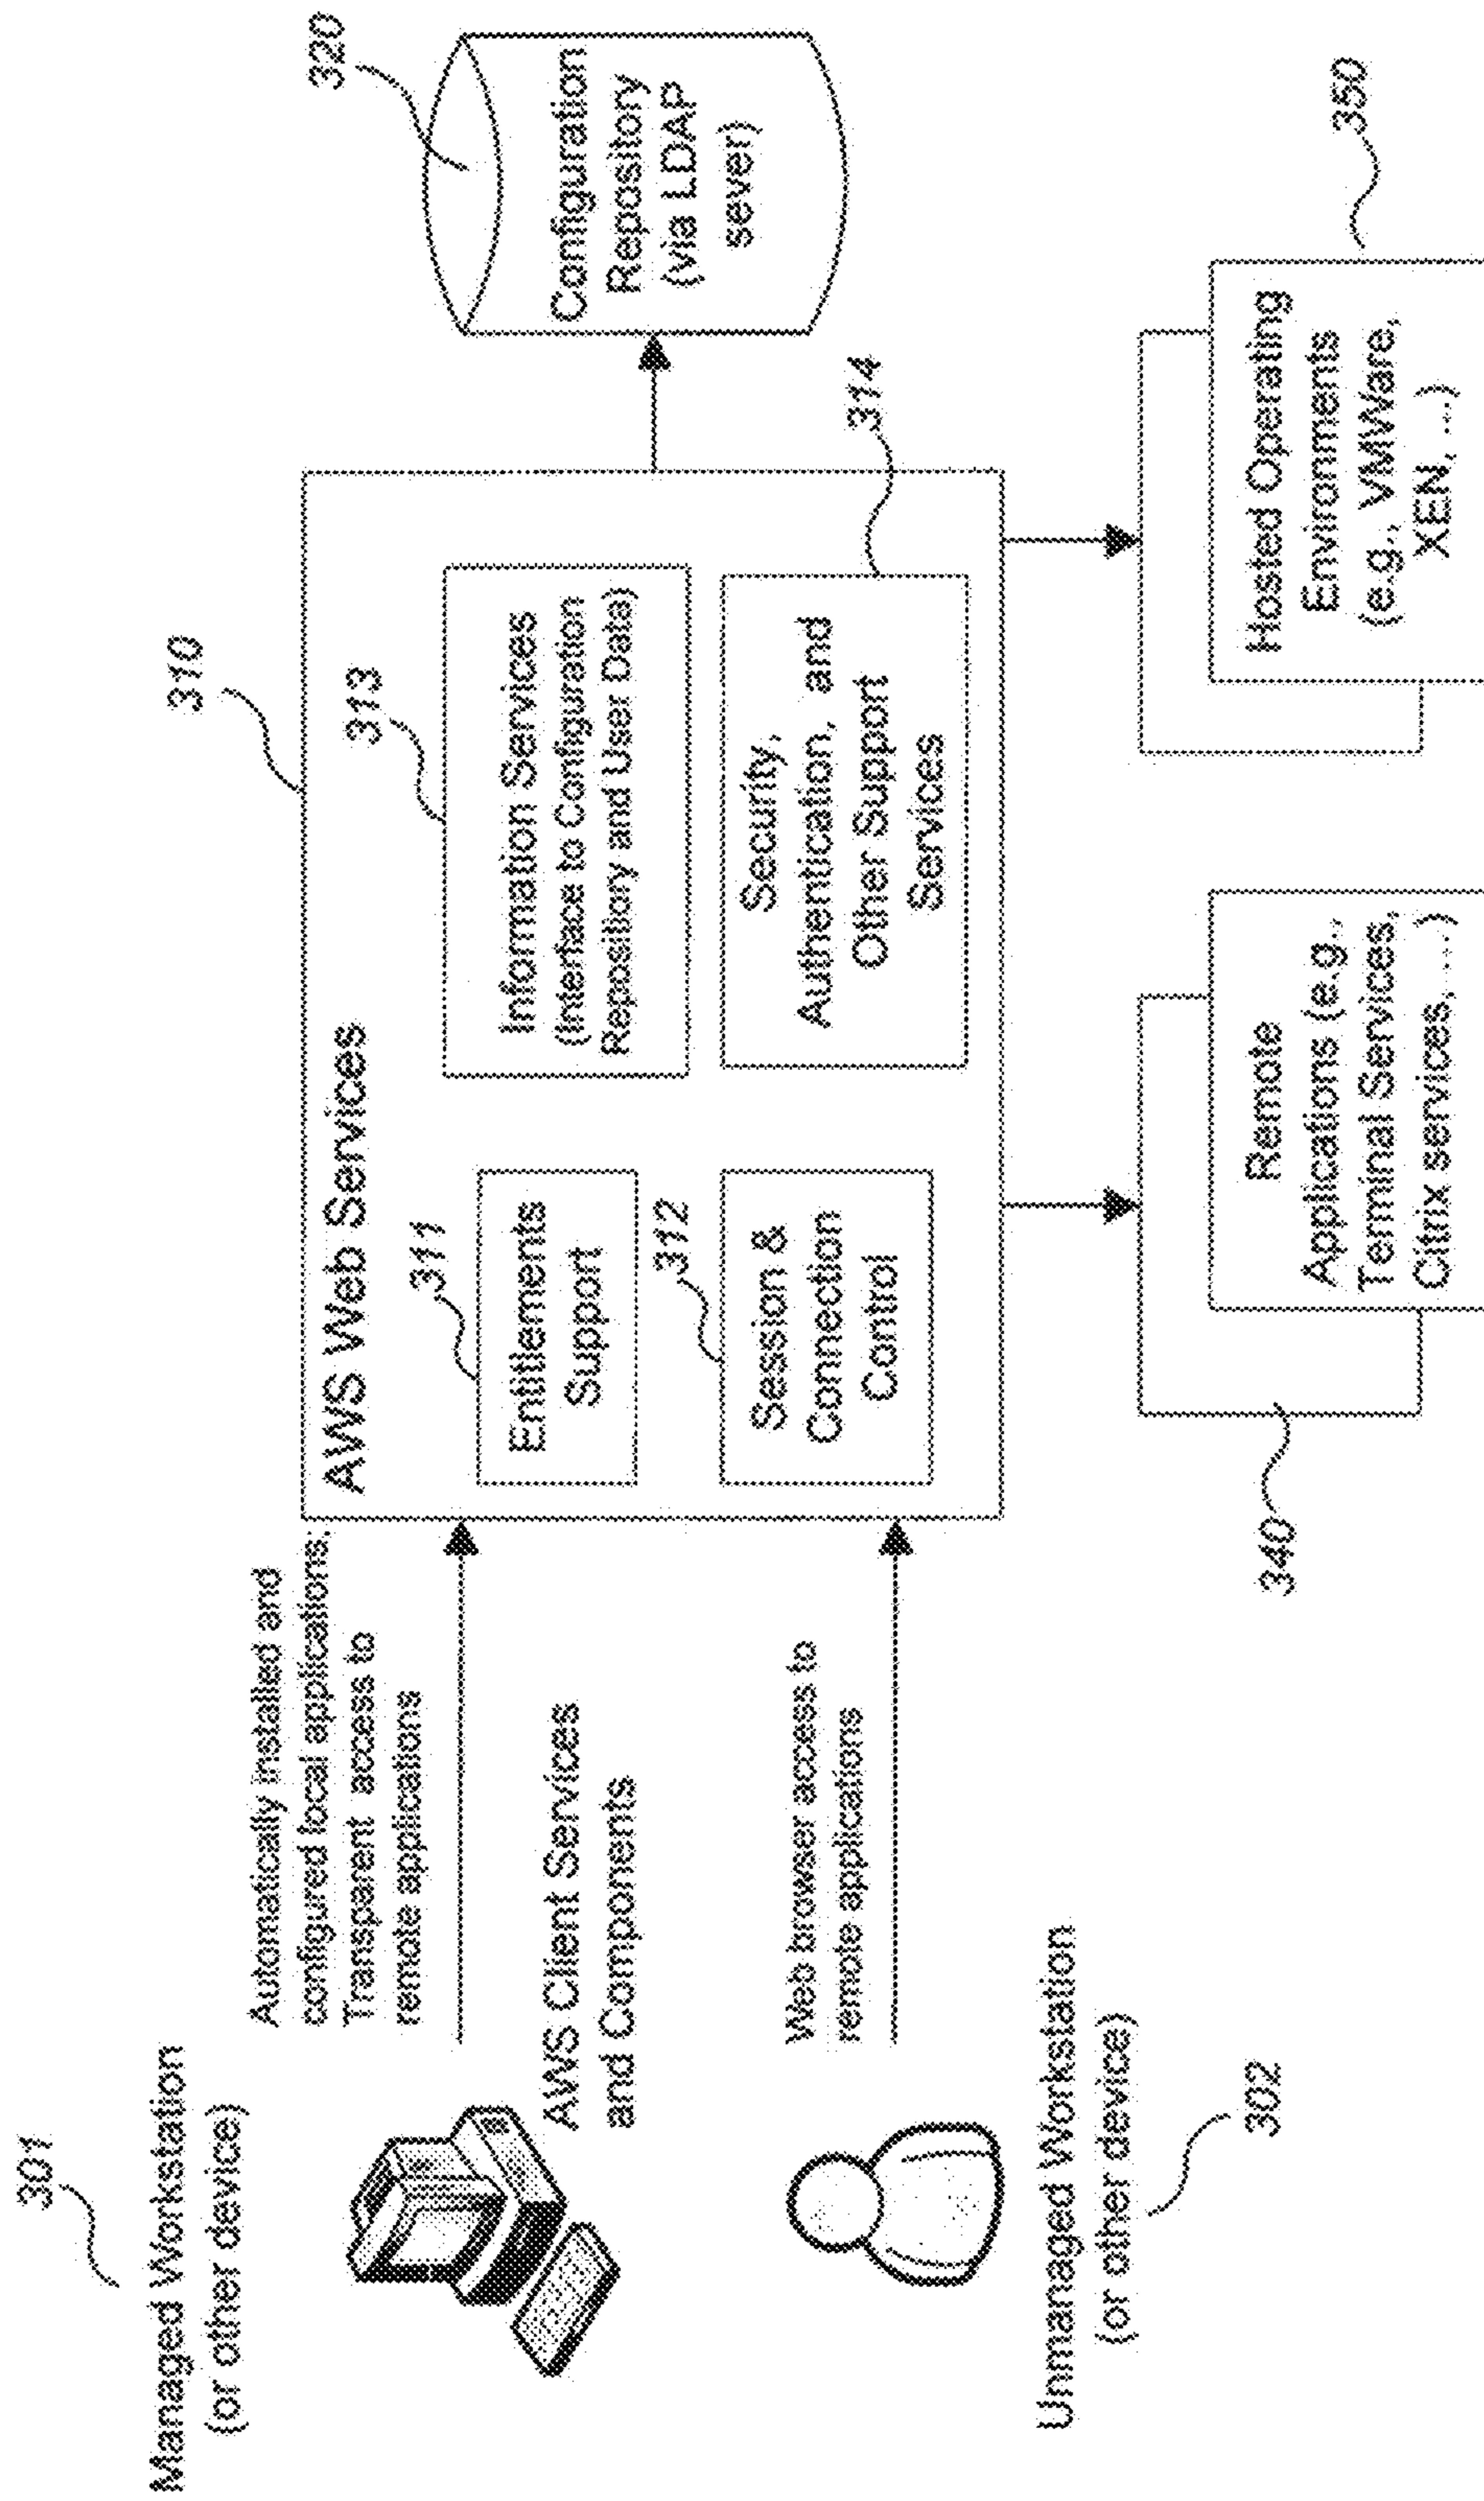 301
Managed Workstation
(or other device)
Automatically installed and
configured local applications;
Transparent access to
remote applications
AWS Client Services
and Components
Web browser access to
remote applications
Unmanaged Workstation
(or other device)
302
310
AWS Web Services
311
Entitlements
Support
312
Session &
Connection
Control
313
Information Services
(Interface to Configuration
Repository and User Data)
314
Security,
Authentication, and
Other Support
Services
320
Configuration
Repository
(via LDAP
sever)
340
Remote
Applications (e.g.,
Terminal Services,
Citrix services,...)
350
Hosted Operating
Environments
(e.g., VMWare,
XEN, ...)